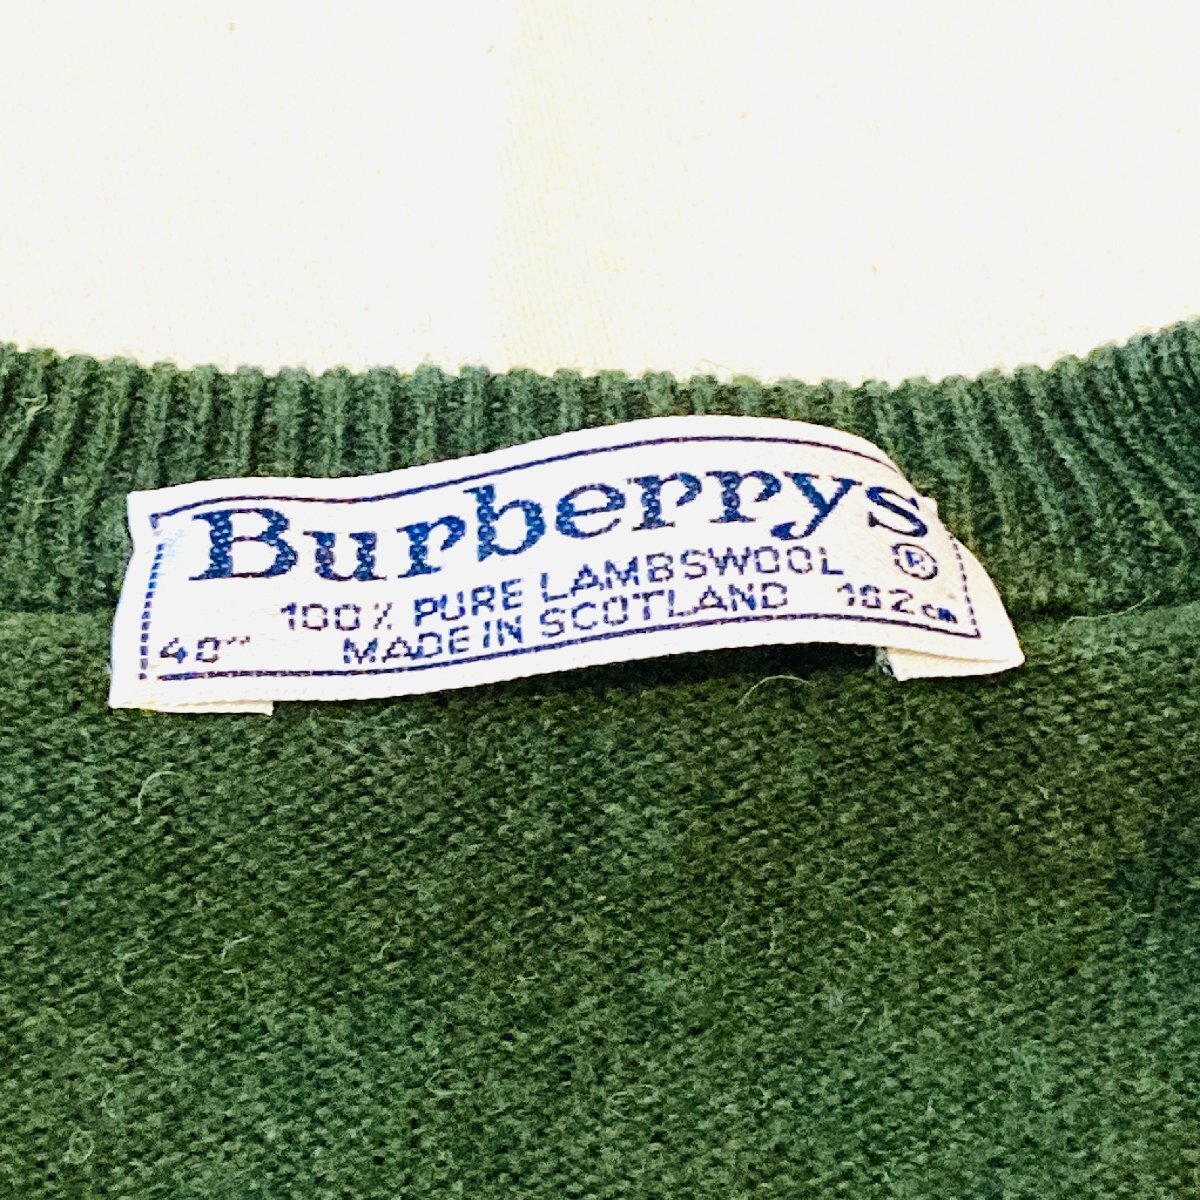 Burberrys ®
100% PURE LAMBSWOOL
40" MADE IN SCOTLAND 102cm